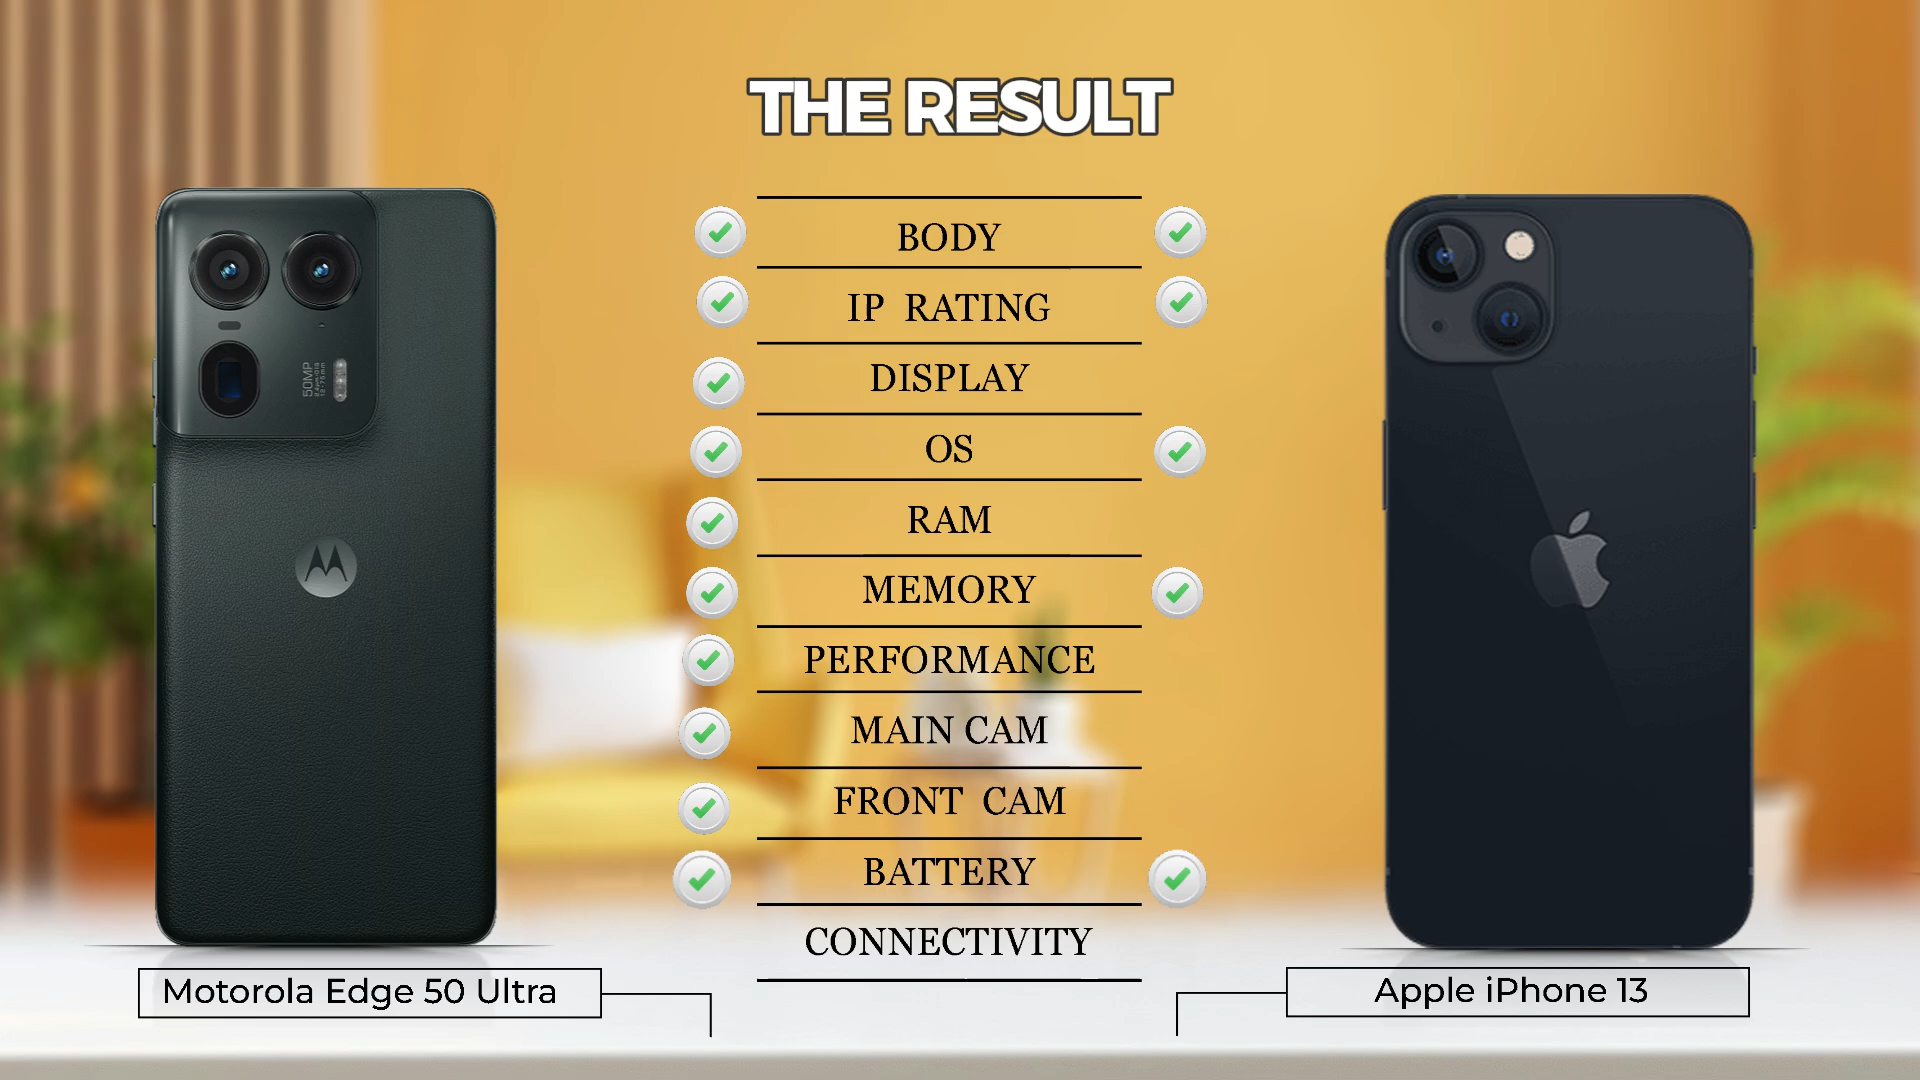 THE RESULT
BODY
IP RATING
DISPLAY
OS
RAM
MEMORY
PERFORMANCE
MAIN CAM
FRONT CAM
BATTERY
CONNECTIVITY
50MP
Motorola Edge 50 Ultra
Apple iPhone 13